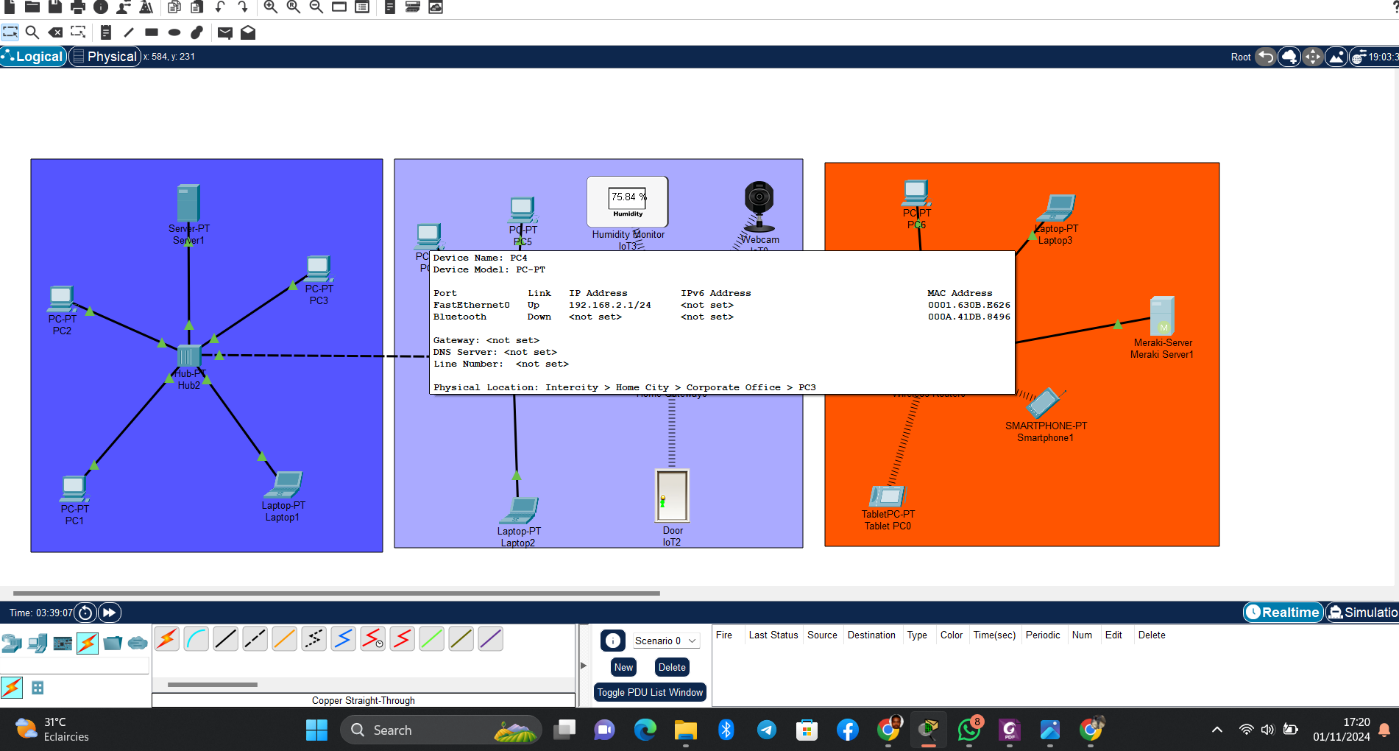 Logical
Physical
x: 584, y: 231
Root
19:03:3
Server-PT
Server1
PC-PT
PC3
PC-PT
PC2
Hub-PT
Hub2
PC-PT
PC1
Laptop-PT
Laptop1
PC-PT
PC5
75.84 %
Humidity
Humidity Monitor
IoT3
Webcam
Device Name: PC4
Device Model: PC-PT
Port Link IP Address IPv6 Address MAC Address
FastEthernet0 Up 192.168.2.1/24 <not set> 0001.630B.E626
Bluetooth Down <not set> <not set> 000A.41DB.8496
Gateway: <not set>
DNS Server: <not set>
Line Number: <not set>
Physical Location: Intercity > Home City > Corporate Office > PC3
Laptop-PT
Laptop2
Door
IoT2
PC-PT
PC6
Laptop-PT
Laptop3
M
Meraki-Server
Meraki Server1
SMARTPHONE-PT
Smartphone1
TabletPC-PT
Tablet PC0
Time: 03:39:07
Realtime
Simulatio
Scenario 0
New
Delete
Toggle PDU List Window
Fire Last Status Source Destination Type Color Time(sec) Periodic Num Edit Delete
Copper Straight-Through
31°C
Eclaircies
Search
8
17:20
01/11/2024